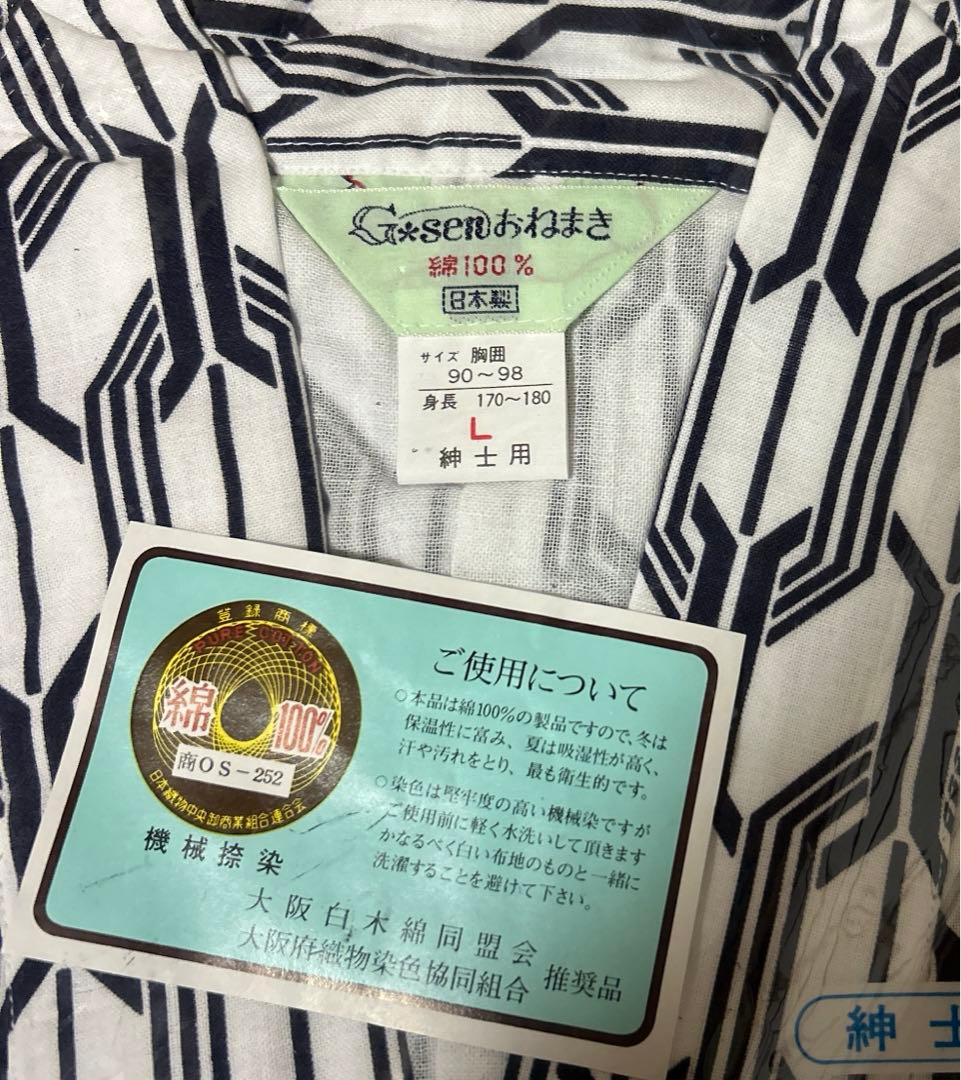 G*senおねまき
綿100%
日本製
サイズ 胸囲
90～98
身長 170～180
L
紳士用
登録商標
PURE COTTON
綿 100%
商OS-252
日本織物中央卸商業組合連合会
機械捺染
ご使用について
○本品は綿100%の製品ですので、冬は
保温性に富み、夏は吸湿性が高く、
汗や汚れをとり、最も衛生的です。
○染色は堅牢度の高い機械染ですが
ご使用前に軽く水洗いして頂きます
かなるべく白い布地のものと一緒に
洗濯することを避けて下さい。
大阪白木綿同盟会
大阪府織物染色協同組合 推奨品
紳士